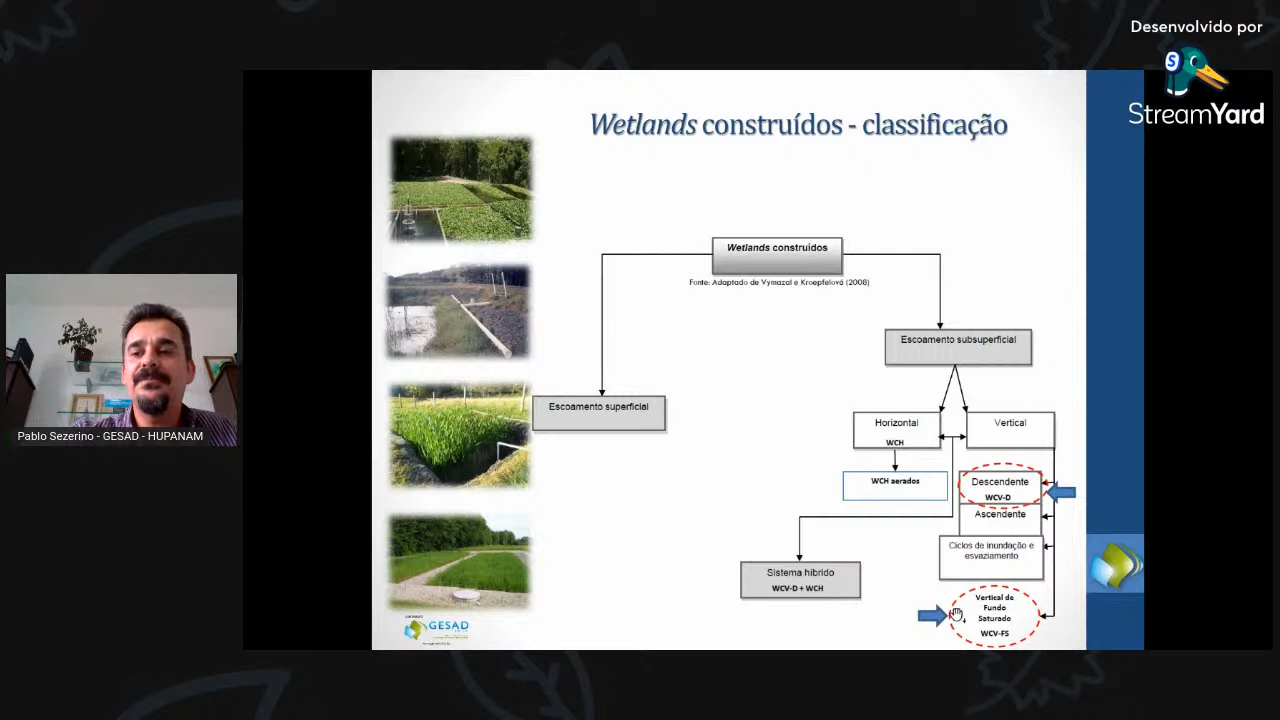 Desenvolvido por
StreamYard
Wetlands construídos - classificação
Wetlands construídos
Fonte: Adaptado de Vymazal e Kroepfelová (2008)
Escoamento subsuperficial
Escoamento superficial
Horizontal
WCH
Vertical
WCH aerados
Descendente
WCV-D
Ascendente
Ciclos de inundação e
esvaziamento
Sistema híbrido
WCV-D + WCH
Vertical de
Fundo
Saturado
WCV-FS
GESAD
Pablo Sezerino - GESAD - HUPANAM